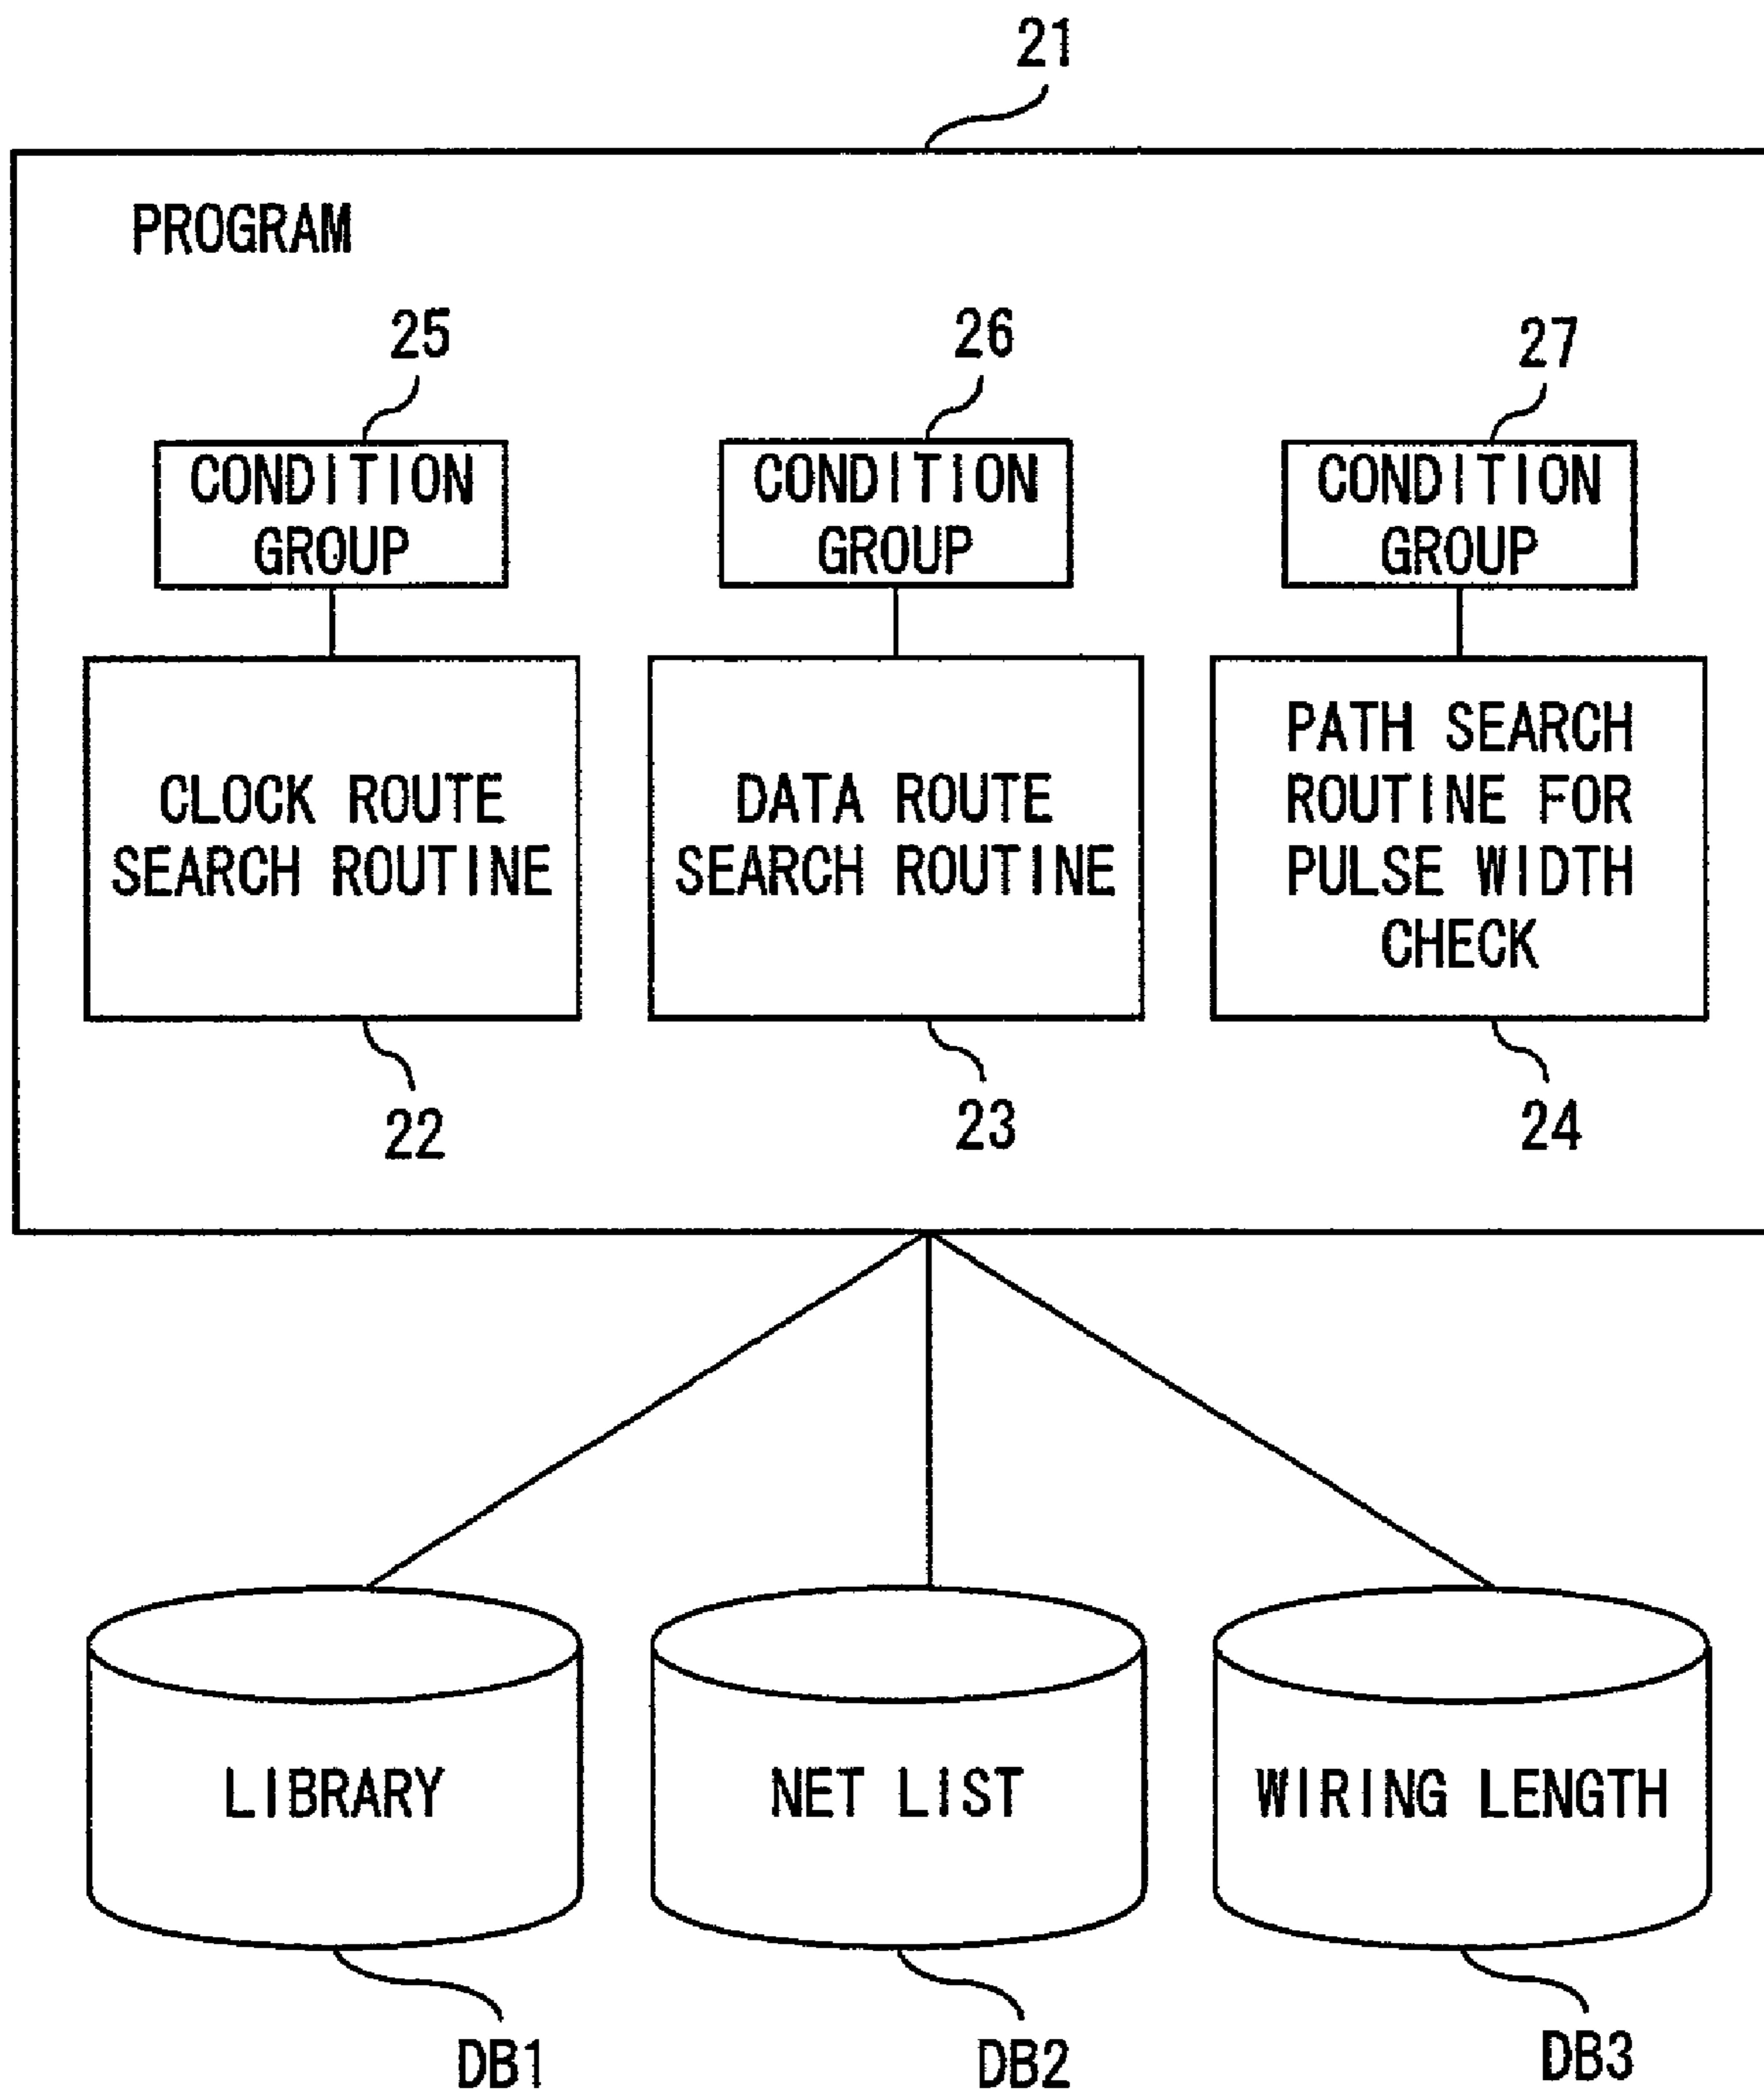 21
PROGRAM
25
26
27
CONDITION
GROUP
CONDITION
GROUP
CONDITION
GROUP
CLOCK ROUTE
SEARCH ROUTINE
DATA ROUTE
SEARCH ROUTINE
PATH SEARCH
ROUTINE FOR
PULSE WIDTH
CHECK
22
23
24
LIBRARY
NET LIST
WIRING LENGTH
DB1
DB2
DB3